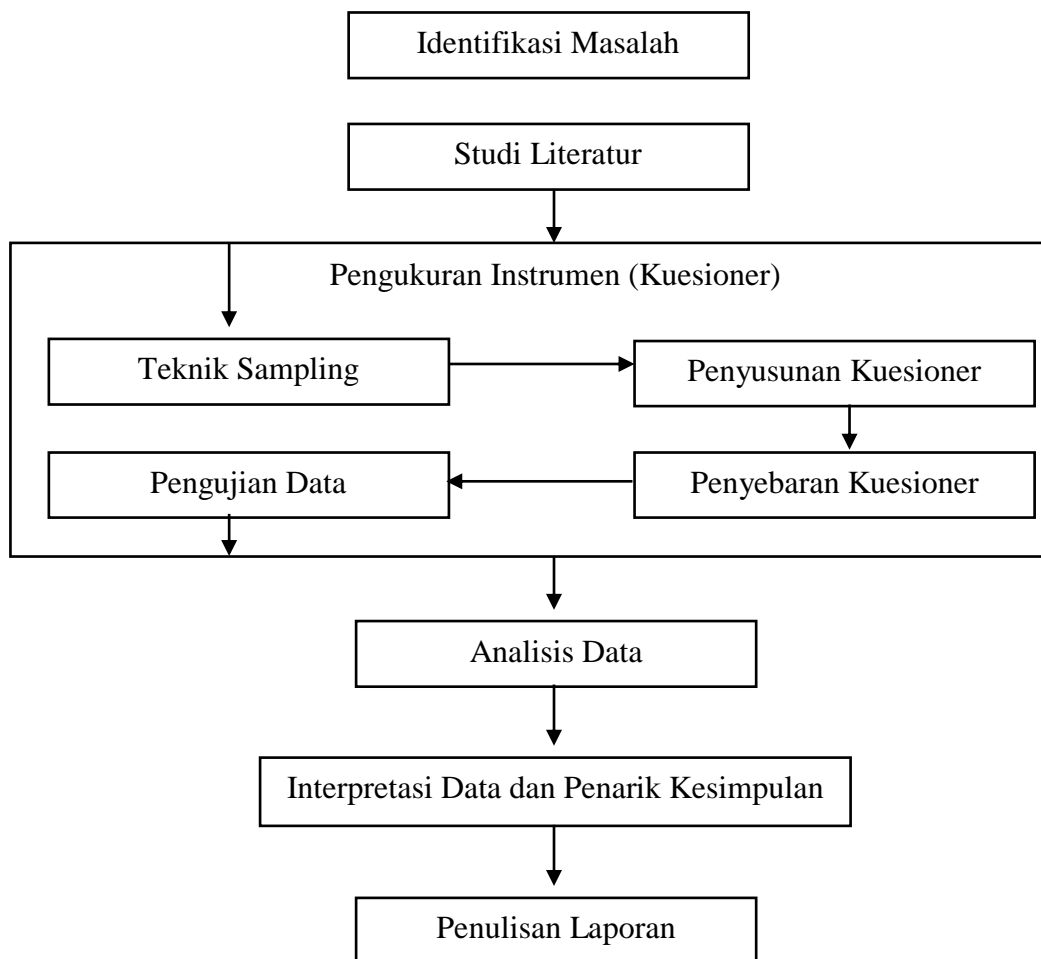 Identifikasi Masalah
Studi Literatur
Pengukuran Instrumen (Kuesioner)
Teknik Sampling
Penyusunan Kuesioner
Pengujian Data
Penyebaran Kuesioner
Analisis Data
Interpretasi Data dan Penarik Kesimpulan
Penulisan Laporan